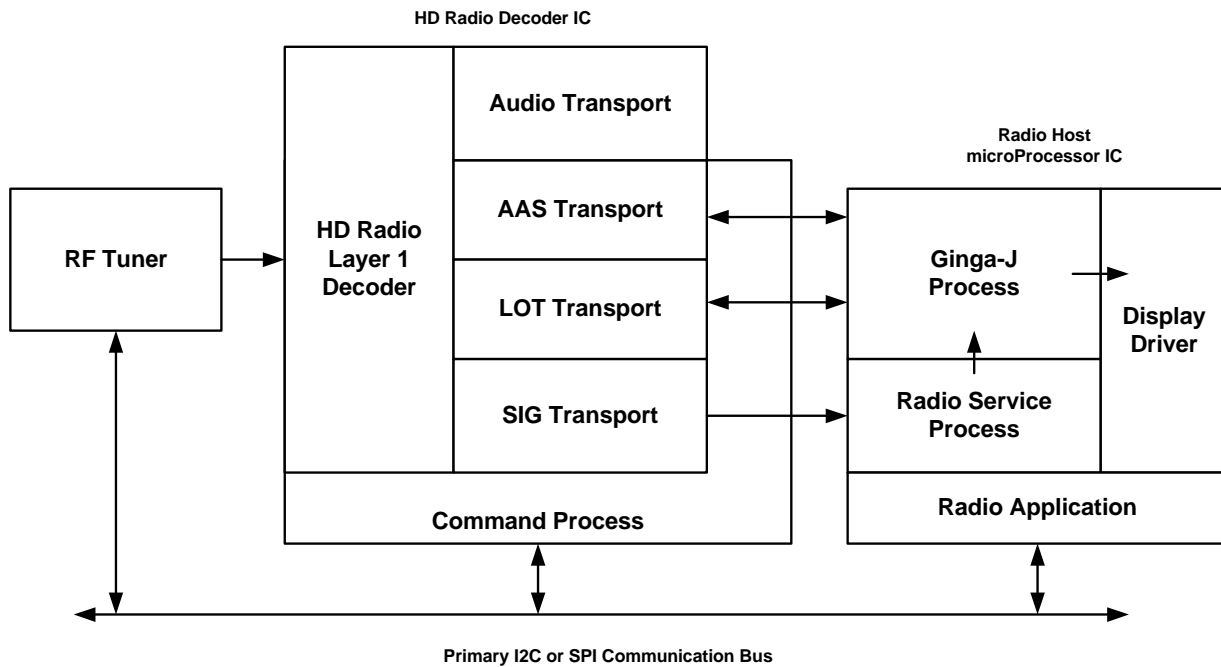 HD Radio Decoder IC
Audio Transport
Radio Host
microProcessor IC
AAS Transport
RF Tuner
HD Radio
Layer 1
Decoder
Ginga-J
Process
LOT Transport
Display
Driver
SIG Transport
Radio Service
Process
Command Process
Radio Application
Primary I2C or SPI Communication Bus